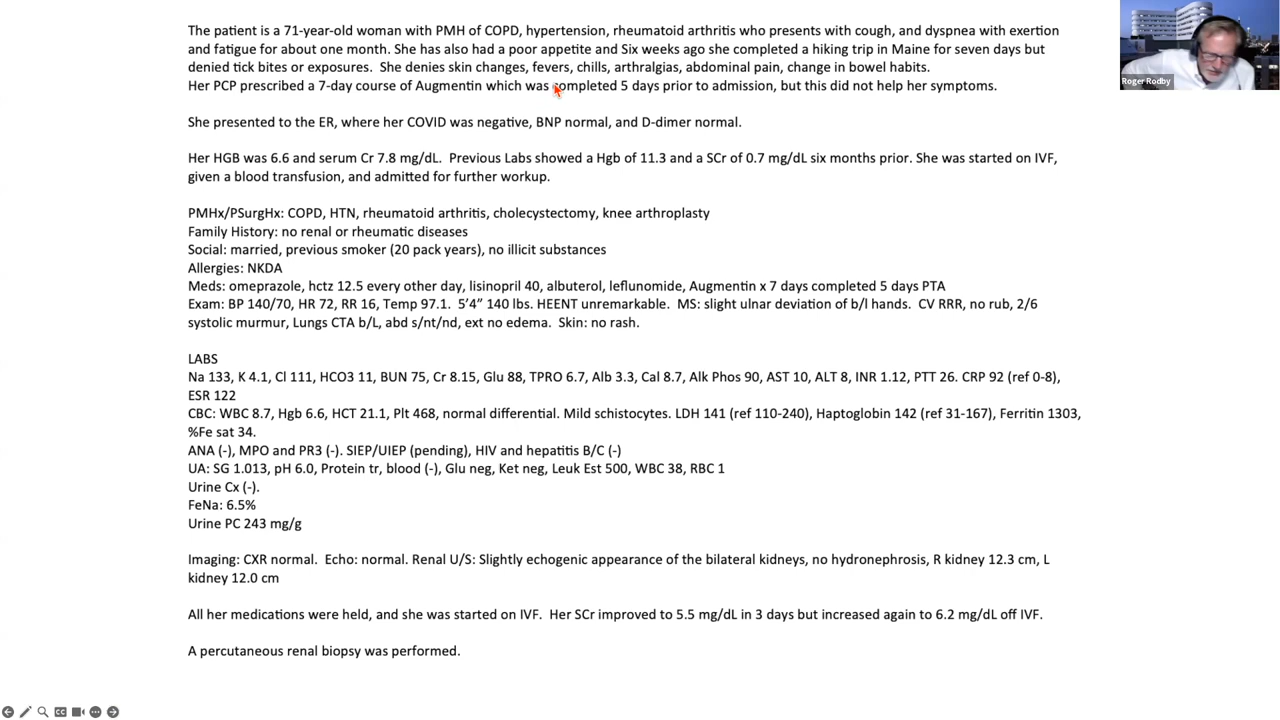 The patient is a 71-year-old woman with PMH of COPD, hypertension, rheumatoid arthritis who presents with cough, and dyspnea with exertion
and fatigue for about one month. She has also had a poor appetite and Six weeks ago she completed a hiking trip in Maine for seven days but
denied tick bites or exposures. She denies skin changes, fevers, chills, arthralgias, abdominal pain, change in bowel habits.
Her PCP prescribed a 7-day course of Augmentin which was completed 5 days prior to admission, but this did not help her symptoms.
She presented to the ER, where her COVID was negative, BNP normal, and D-dimer normal.
Her HGB was 6.6 and serum Cr 7.8 mg/dL. Previous Labs showed a Hgb of 11.3 and a SCr of 0.7 mg/dL six months prior. She was started on IVF,
given a blood transfusion, and admitted for further workup.
PMHx/PSurgHx: COPD, HTN, rheumatoid arthritis, cholecystectomy, knee arthroplasty
Family History: no renal or rheumatic diseases
Social: married, previous smoker (20 pack years), no illicit substances
Allergies: NKDA
Meds: omeprazole, hctz 12.5 every other day, lisinopril 40, albuterol, leflunomide, Augmentin x 7 days completed 5 days PTA
Exam: BP 140/70, HR 72, RR 16, Temp 97.1. 5'4" 140 lbs. HEENT unremarkable. MS: slight ulnar deviation of b/l hands. CV RRR, no rub, 2/6
systolic murmur, Lungs CTA b/L, abd s/nt/nd, ext no edema. Skin: no rash.
LABS
Na 133, K 4.1, Cl 111, HCO3 11, BUN 75, Cr 8.15, Glu 88, TPRO 6.7, Alb 3.3, Cal 8.7, Alk Phos 90, AST 10, ALT 8, INR 1.12, PTT 26. CRP 92 (ref 0-8),
ESR 122
CBC: WBC 8.7, Hgb 6.6, HCT 21.1, Plt 468, normal differential. Mild schistocytes. LDH 141 (ref 110-240), Haptoglobin 142 (ref 31-167), Ferritin 1303,
%Fe sat 34.
ANA (-), MPO and PR3 (-). SIEP/UIEP (pending), HIV and hepatitis B/C (-)
UA: SG 1.013, pH 6.0, Protein tr, blood (-), Glu neg, Ket neg, Leuk Est 500, WBC 38, RBC 1
Urine Cx (-).
FeNa: 6.5%
Urine PC 243 mg/g
Imaging: CXR normal. Echo: normal. Renal U/S: Slightly echogenic appearance of the bilateral kidneys, no hydronephrosis, R kidney 12.3 cm, L
kidney 12.0 cm
All her medications were held, and she was started on IVF. Her SCr improved to 5.5 mg/dL in 3 days but increased again to 6.2 mg/dL off IVF.
A percutaneous renal biopsy was performed.
Roger Rodby
CC